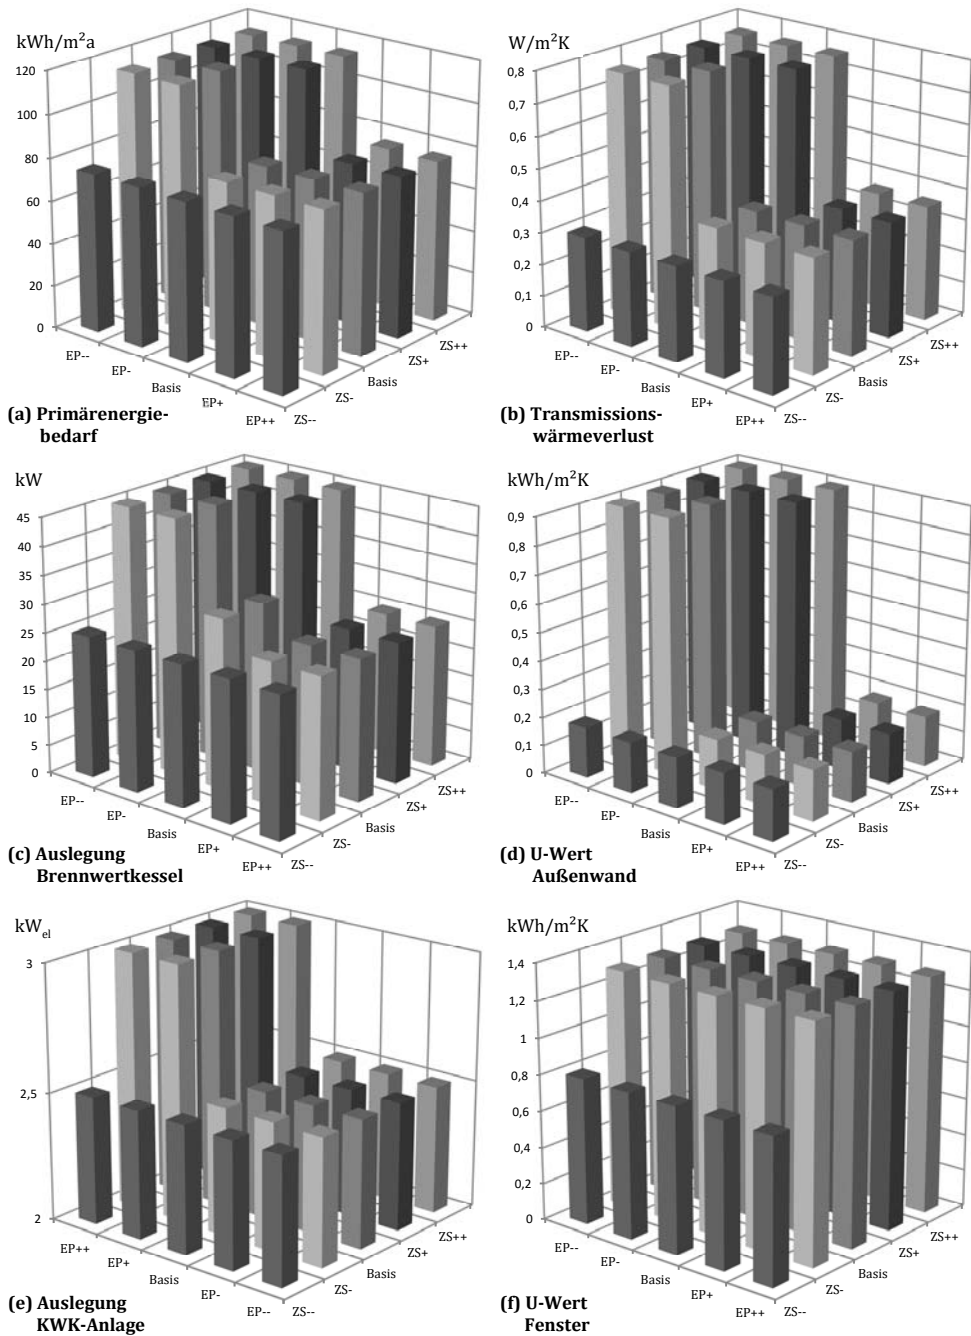 kWh/m²a
120
100
80
60
40
20
0
EP--
EP-
Basis
EP+
EP++
ZS--
ZS-
Basis
ZS+
ZS++
(a) Primärenergie-
bedarf
W/m²K
0,8
0,7
0,6
0,5
0,4
0,3
0,2
0,1
0
EP--
EP-
Basis
EP+
EP++
ZS--
ZS-
Basis
ZS+
ZS++
(b) Transmissions-
wärmeverlust
kW
45
40
35
30
25
20
15
10
5
0
EP--
EP-
Basis
EP+
EP++
ZS--
ZS-
Basis
ZS+
ZS++
(c) Auslegung
Brennwertkessel
kWh/m²K
0,9
0,8
0,7
0,6
0,5
0,4
0,3
0,2
0,1
0
EP--
EP-
Basis
EP+
EP++
ZS--
ZS-
Basis
ZS+
ZS++
(d) U-Wert
Außenwand
kWel
3
2,5
2
EP++
EP+
Basis
EP-
EP--
ZS--
ZS-
Basis
ZS+
ZS++
(e) Auslegung
KWK-Anlage
kWh/m²K
1,4
1,2
1
0,8
0,6
0,4
0,2
0
EP--
EP-
Basis
EP+
EP++
ZS--
ZS-
Basis
ZS+
ZS++
(f) U-Wert
Fenster